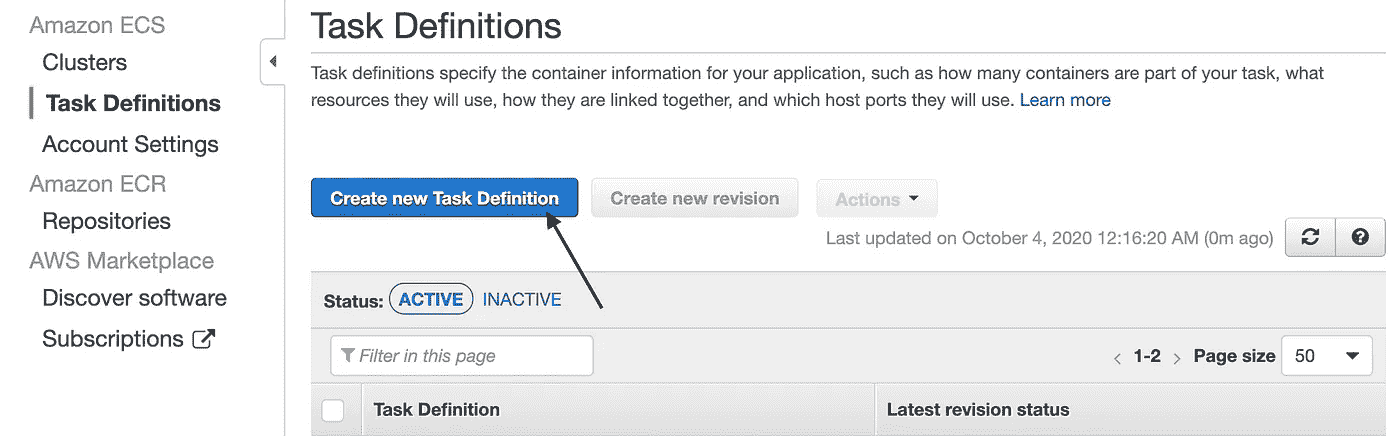 Amazon ECS
Clusters
Task Definitions
Account Settings
Amazon ECR
Repositories
AWS Marketplace
Discover software
Subscriptions
Task Definitions
Task definitions specify the container information for your application, such as how many containers are part of your task, what
resources they will use, how they are linked together, and which host ports they will use. Learn more
Create new Task Definition Create new revision Actions
Last updated on October 4, 2020 12:16:20 AM (0m ago)
Status: ACTIVE INACTIVE
Filter in this page 1-2 Page size 50
Task Definition Latest revision status